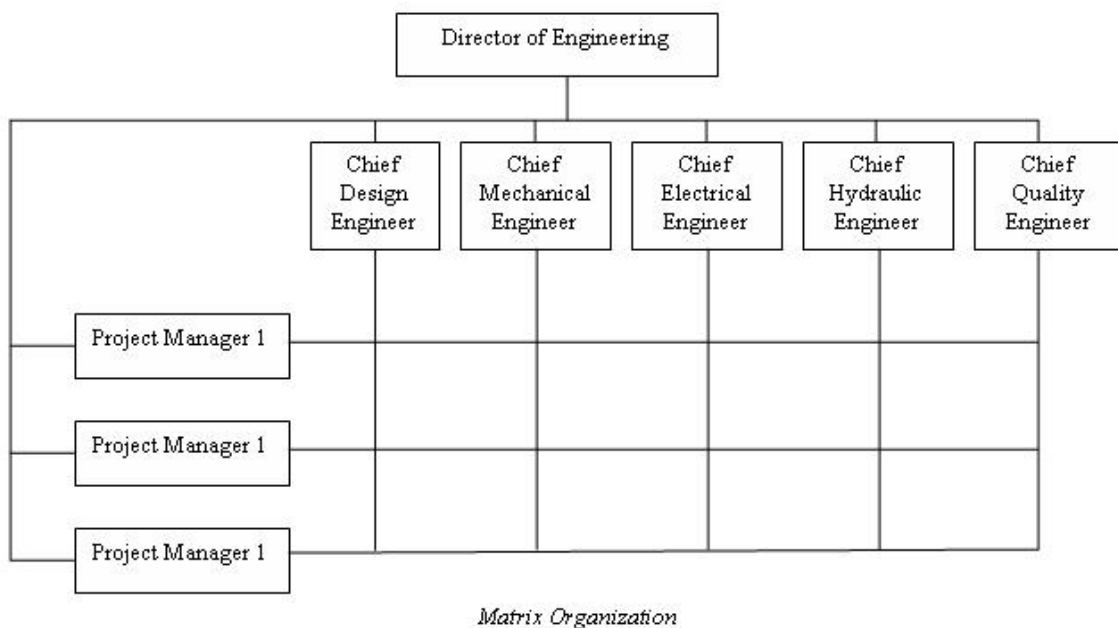 Director of Engineering
Chief
Design
Engineer
Chief
Mechanical
Engineer
Chief
Electrical
Engineer
Chief
Hydraulic
Engineer
Chief
Quality
Engineer
Project Manager 1
Project Manager 1
Project Manager 1
Matrix Organization